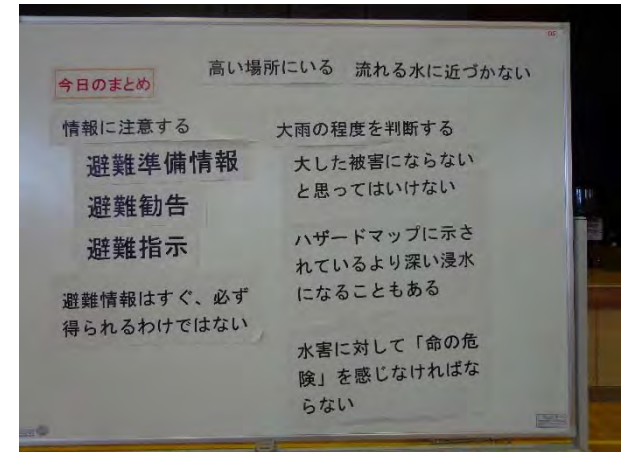 今日のまとめ
高い場所にいる 流れる水に近づかない
情報に注意する
避難準備情報
避難勧告
避難指示
避難情報はすぐ、必ず
得られるわけではない
大雨の程度を判断する
大した被害にならない
と思ってはいけない
ハザードマップに示さ
れているより深い浸水
になることもある
水害に対して「命の危
険」を感じなければな
らない